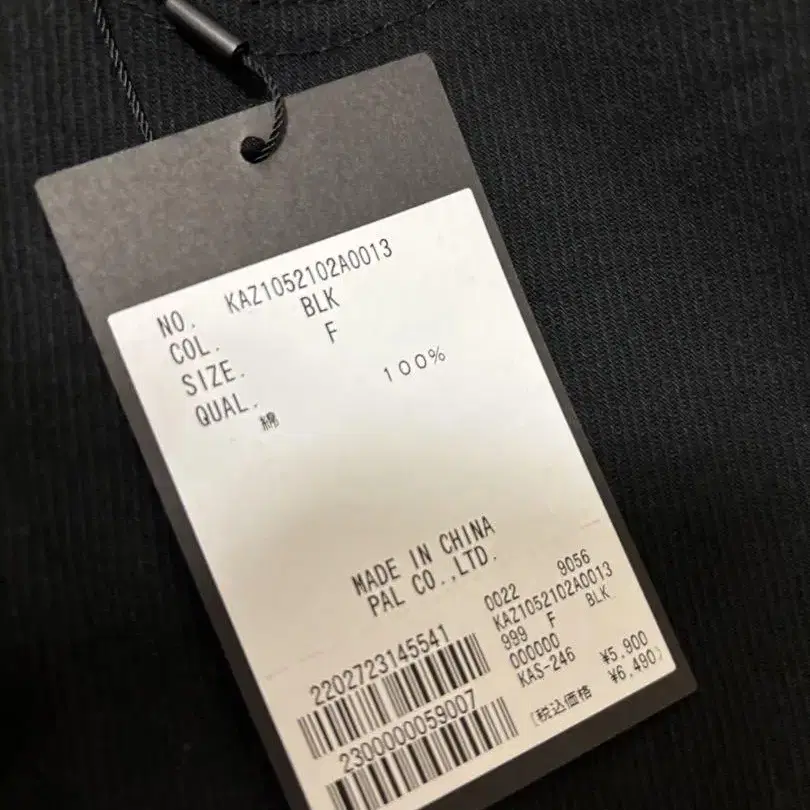 NO. KAZ1052102A0013
COL. BLK
SIZE. F
QUAL.
綿 100%
MADE IN CHINA
PAL CO.,LTD.
2202723145541
2300000059007
0022 9056
KAZ1052102A0013
999 F BLK
000000
KAS-246 ¥5,900
[税込価格 ¥6,490)